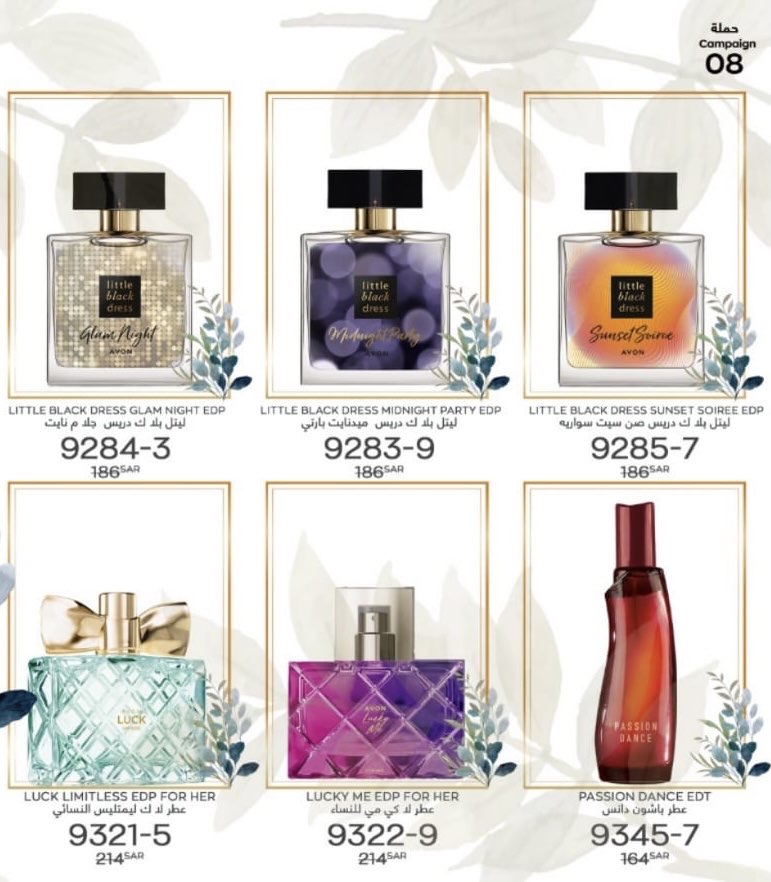 حملة
Campaign
08
little
black
dress
Glam Night
AVON
LITTLE BLACK DRESS GLAM NIGHT EDP
ليتل بلا ك دريس جلا م نايت
9284-3
186SAR
little
black
dress
Midnight Party
AVON
LITTLE BLACK DRESS MIDNIGHT PARTY EDP
ليتل بلا ك دريس ميدنايت بارتي
9283-9
186SAR
little
black
dress
Sunset Soiree
AVON
LITTLE BLACK DRESS SUNSET SOIREE EDP
ليتل بلا ك دريس صن سيت سواريه
9285-7
186SAR
LUCK
LUCK LIMITLESS EDP FOR HER
عطر لا ك ليمتليس النسائي
9321-5
214SAR
AVON
Lucky
Me
LUCKY ME EDP FOR HER
عطر لا كي مي للنساء
9322-9
214SAR
PASSION
DANCE
PASSION DANCE EDT
عطر باشون دانس
9345-7
164SAR